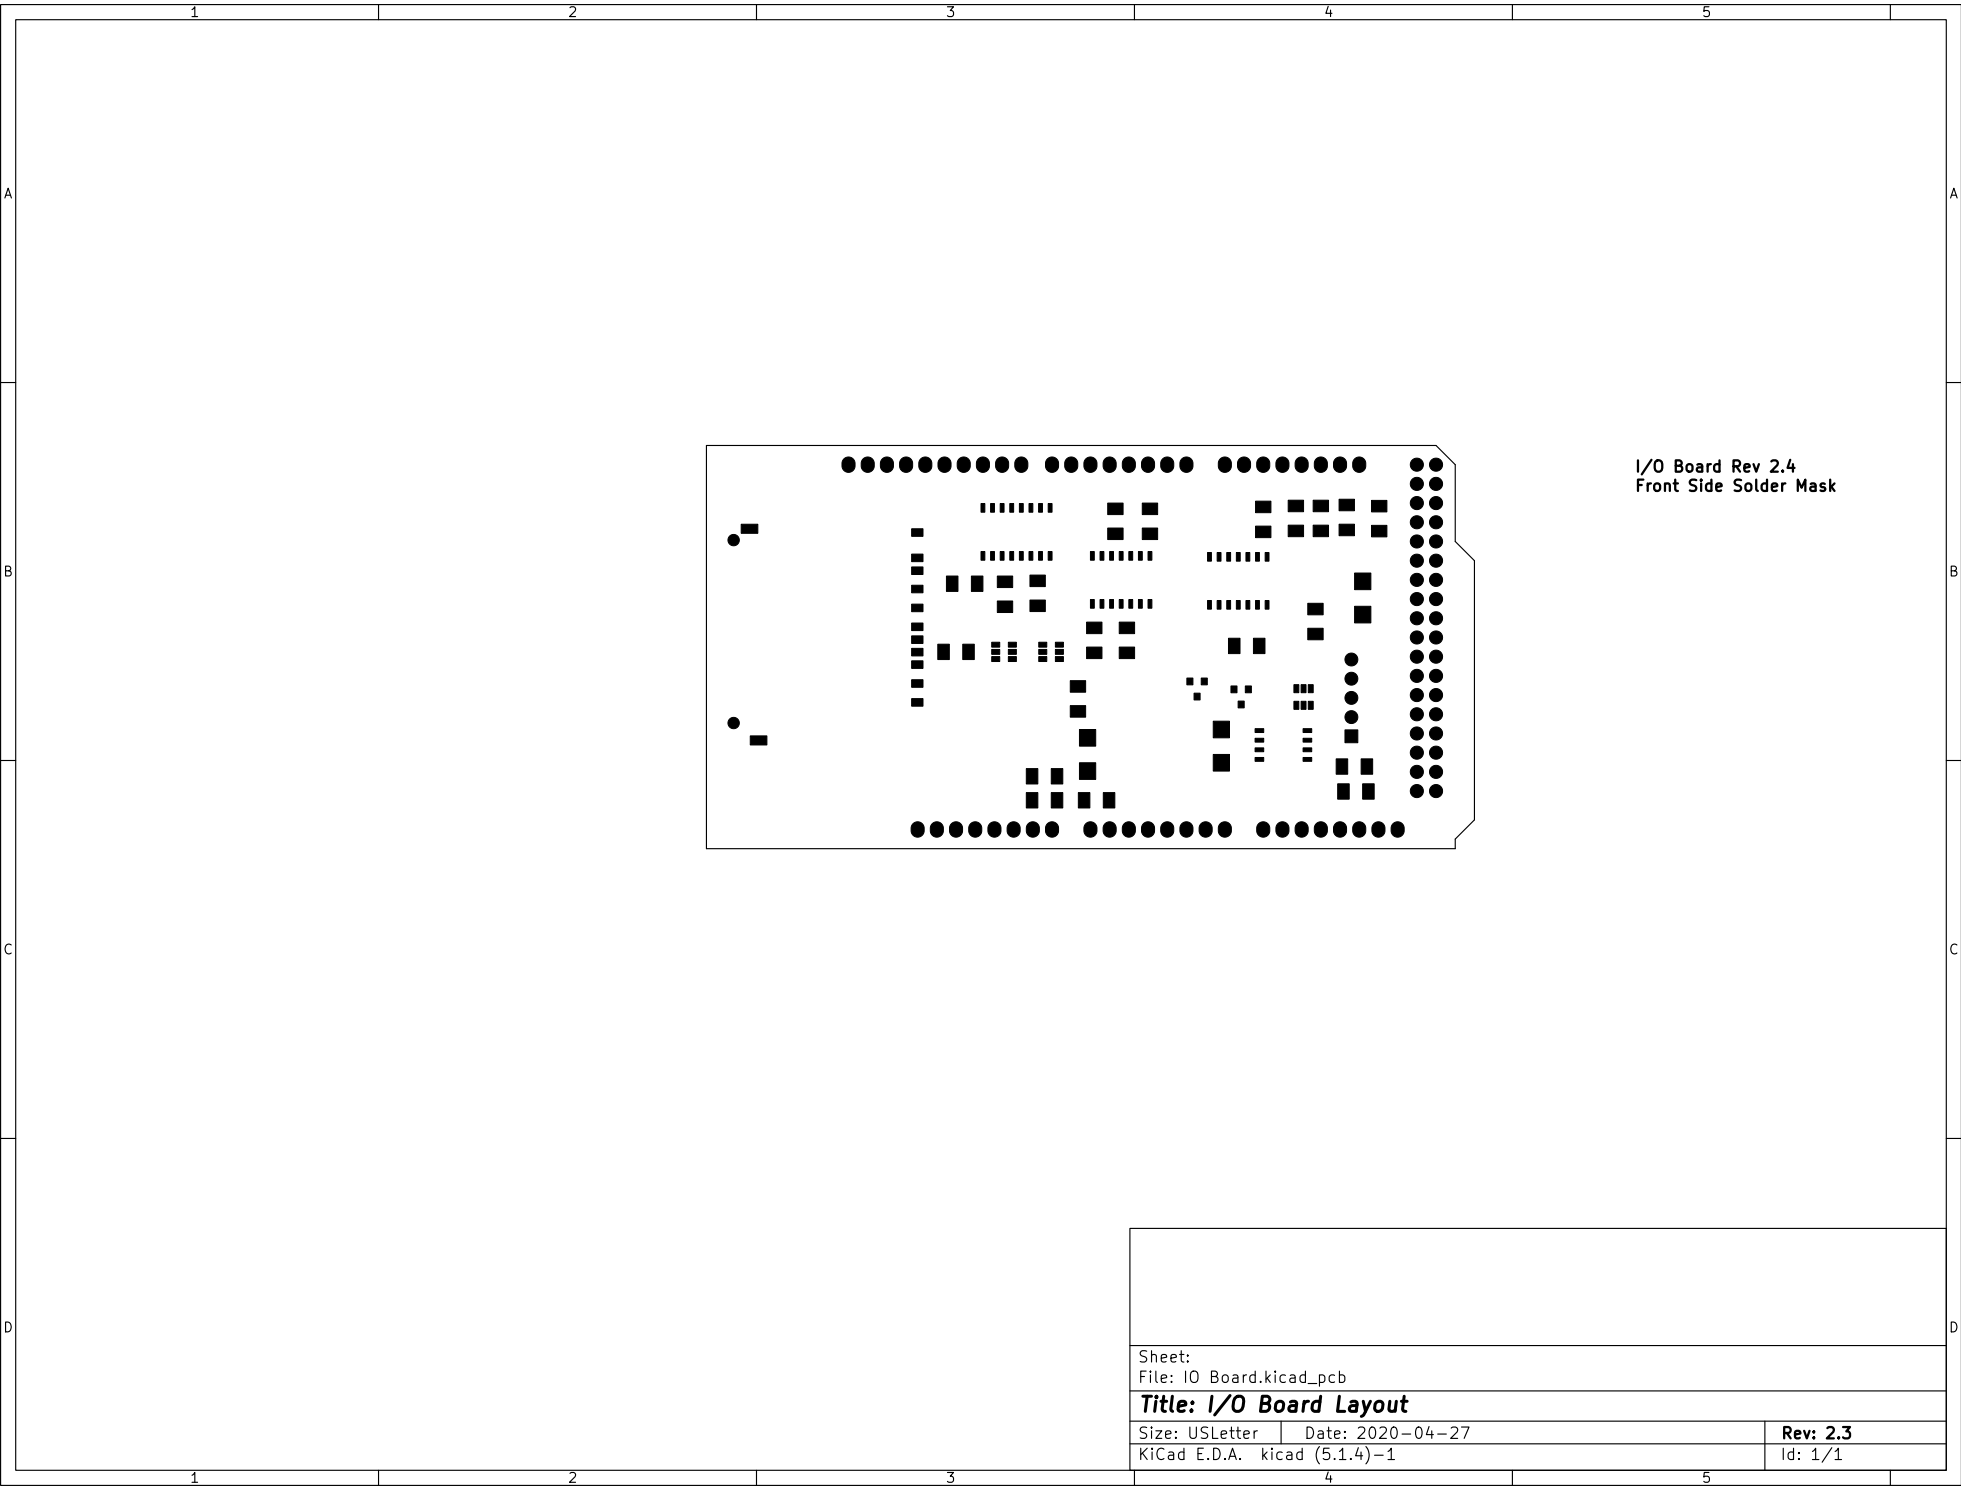 1 2 3 4 5
A A
I/O Board Rev 2.4
Front Side Solder Mask
B B
C C
D D
Sheet:
File: IO Board.kicad_pcb
Title: I/O Board Layout
Size: USLetter Date: 2020-04-27 Rev: 2.3
KiCad E.D.A. kicad (5.1.4)-1 Id: 1/1
1 2 3 4 5